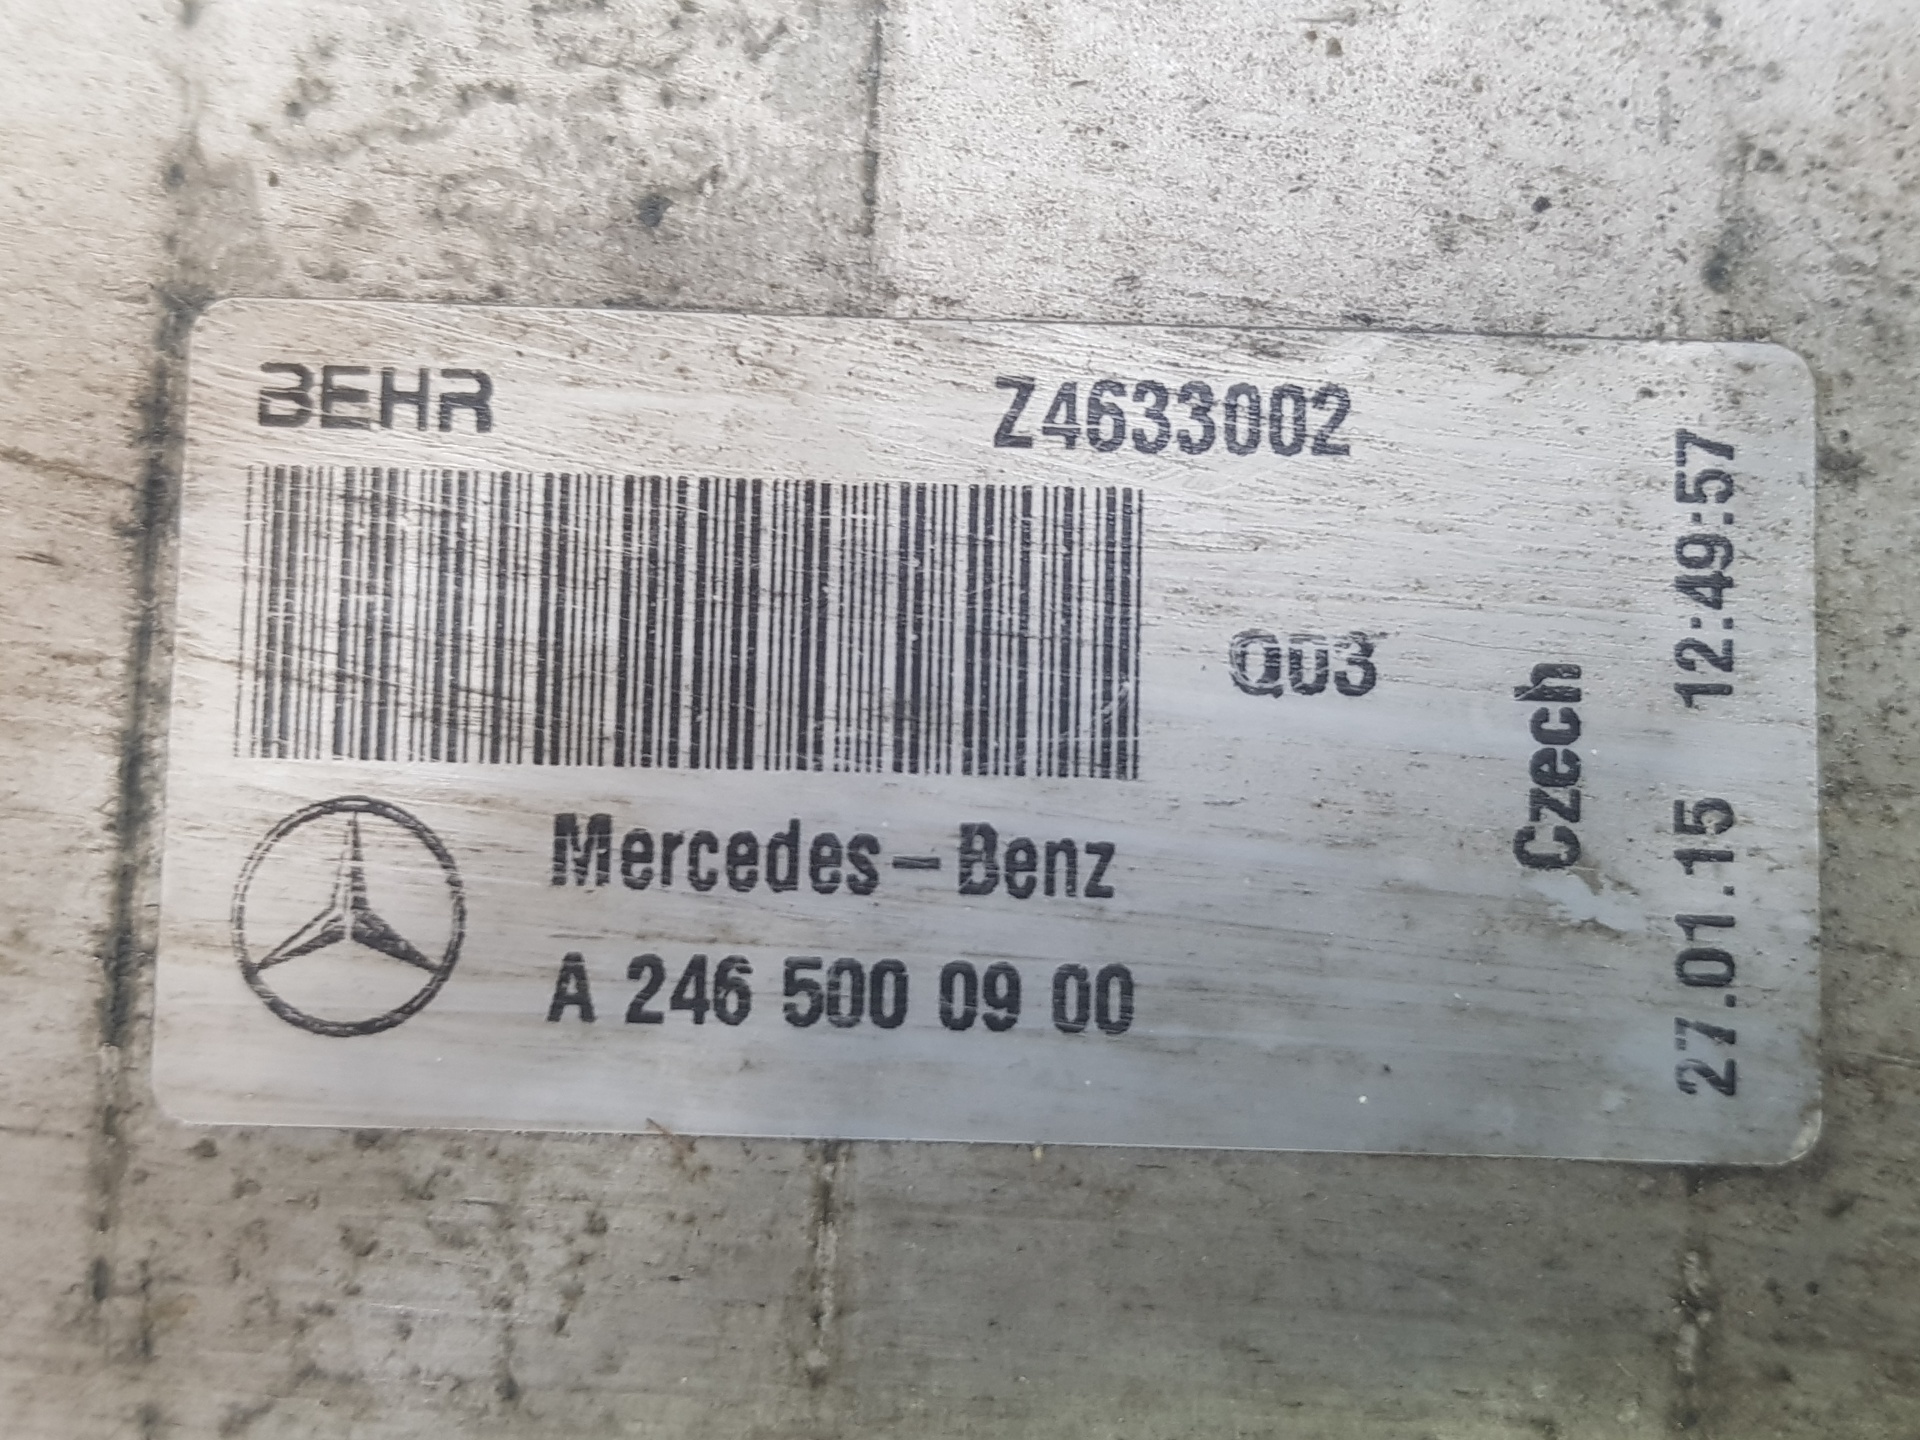 BEHR
Z4633002
Q03
Mercedes-Benz
A 246 500 09 00
Czech
27.01.15 12:49:57